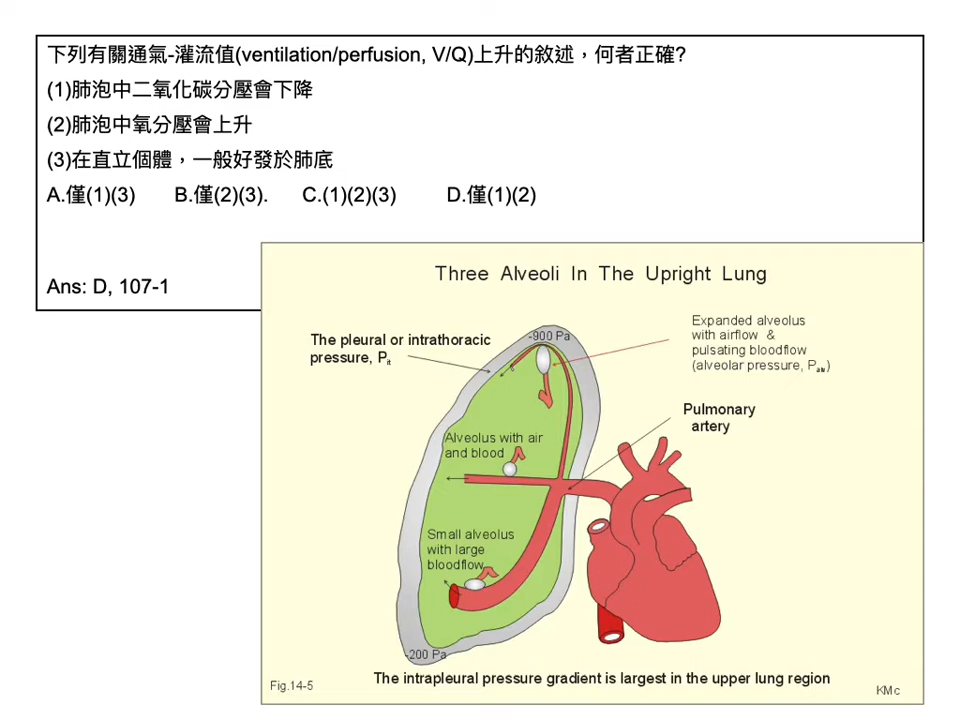 下列有關通氣-灌流值(ventilation/perfusion, V/Q)上升的敘述，何者正確?
(1)肺泡中二氧化碳分壓會下降
(2)肺泡中氧分壓會上升
(3)在直立個體，一般好發於肺底
A.僅(1)(3) B.僅(2)(3). C.(1)(2)(3) D.僅(1)(2)
Ans: D, 107-1
Three Alveoli In The Upright Lung
The pleural or intrathoracic
pressure, Pit
-900 Pa
Expanded alveolus
with airflow &
pulsating bloodflow
(alveolar pressure, Palv)
Pulmonary
artery
Alveolus with air
and blood
Small alveolus
with large
bloodflow
-200 Pa
The intrapleural pressure gradient is largest in the upper lung region
Fig.14-5
KMc